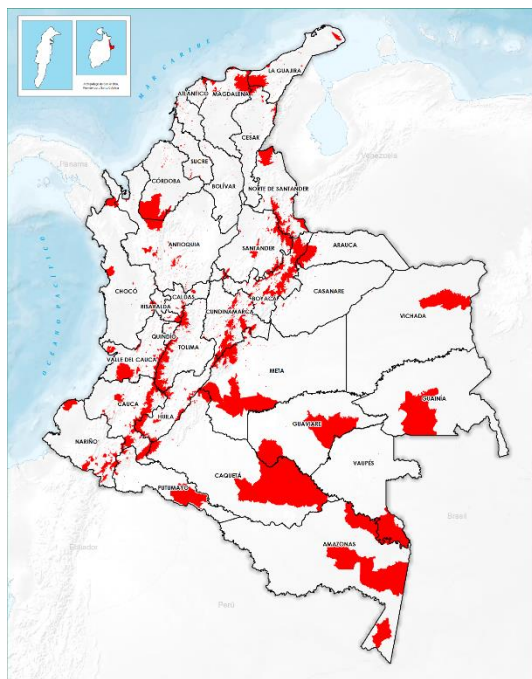 MAR CARIBE
LA GUAJIRA
ATLÁNTICO
MAGDALENA
CESAR
Panamá
Venezuela
SUCRE
CÓRDOBA
BOLÍVAR
NORTE DE SANTANDER
ANTIOQUIA
SANTANDER
ARAUCA
OCÉANO PACÍFICO
CHOCÓ
CALDAS
RISARALDA
BOYACÁ
CASANARE
CUNDINAMARCA
VICHADA
QUINDÍO
TOLIMA
VALLE DEL CAUCA
META
GUAINÍA
CAUCA
HUILA
GUAVIARE
NARIÑO
CAQUETÁ
VAUPÉS
PUTUMAYO
Brasil
Ecuador
AMAZONAS
Perú